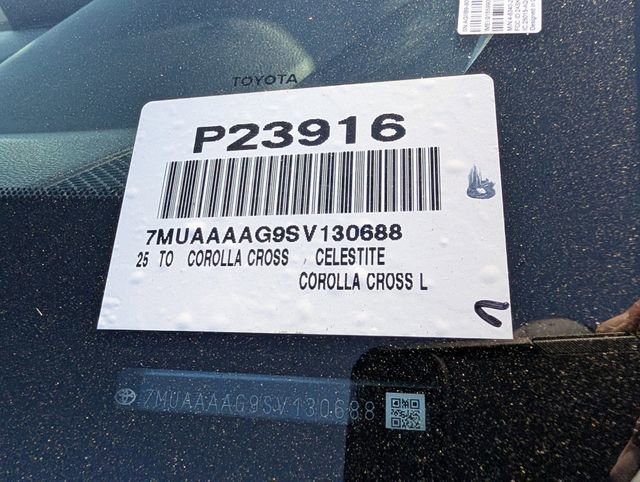 TOYOTA
P23916
7MUAAAAG9SV130688
25 TO COROLLA CROSS CELESTITE
COROLLA CROSS L
7MUAAAAG9SV130688